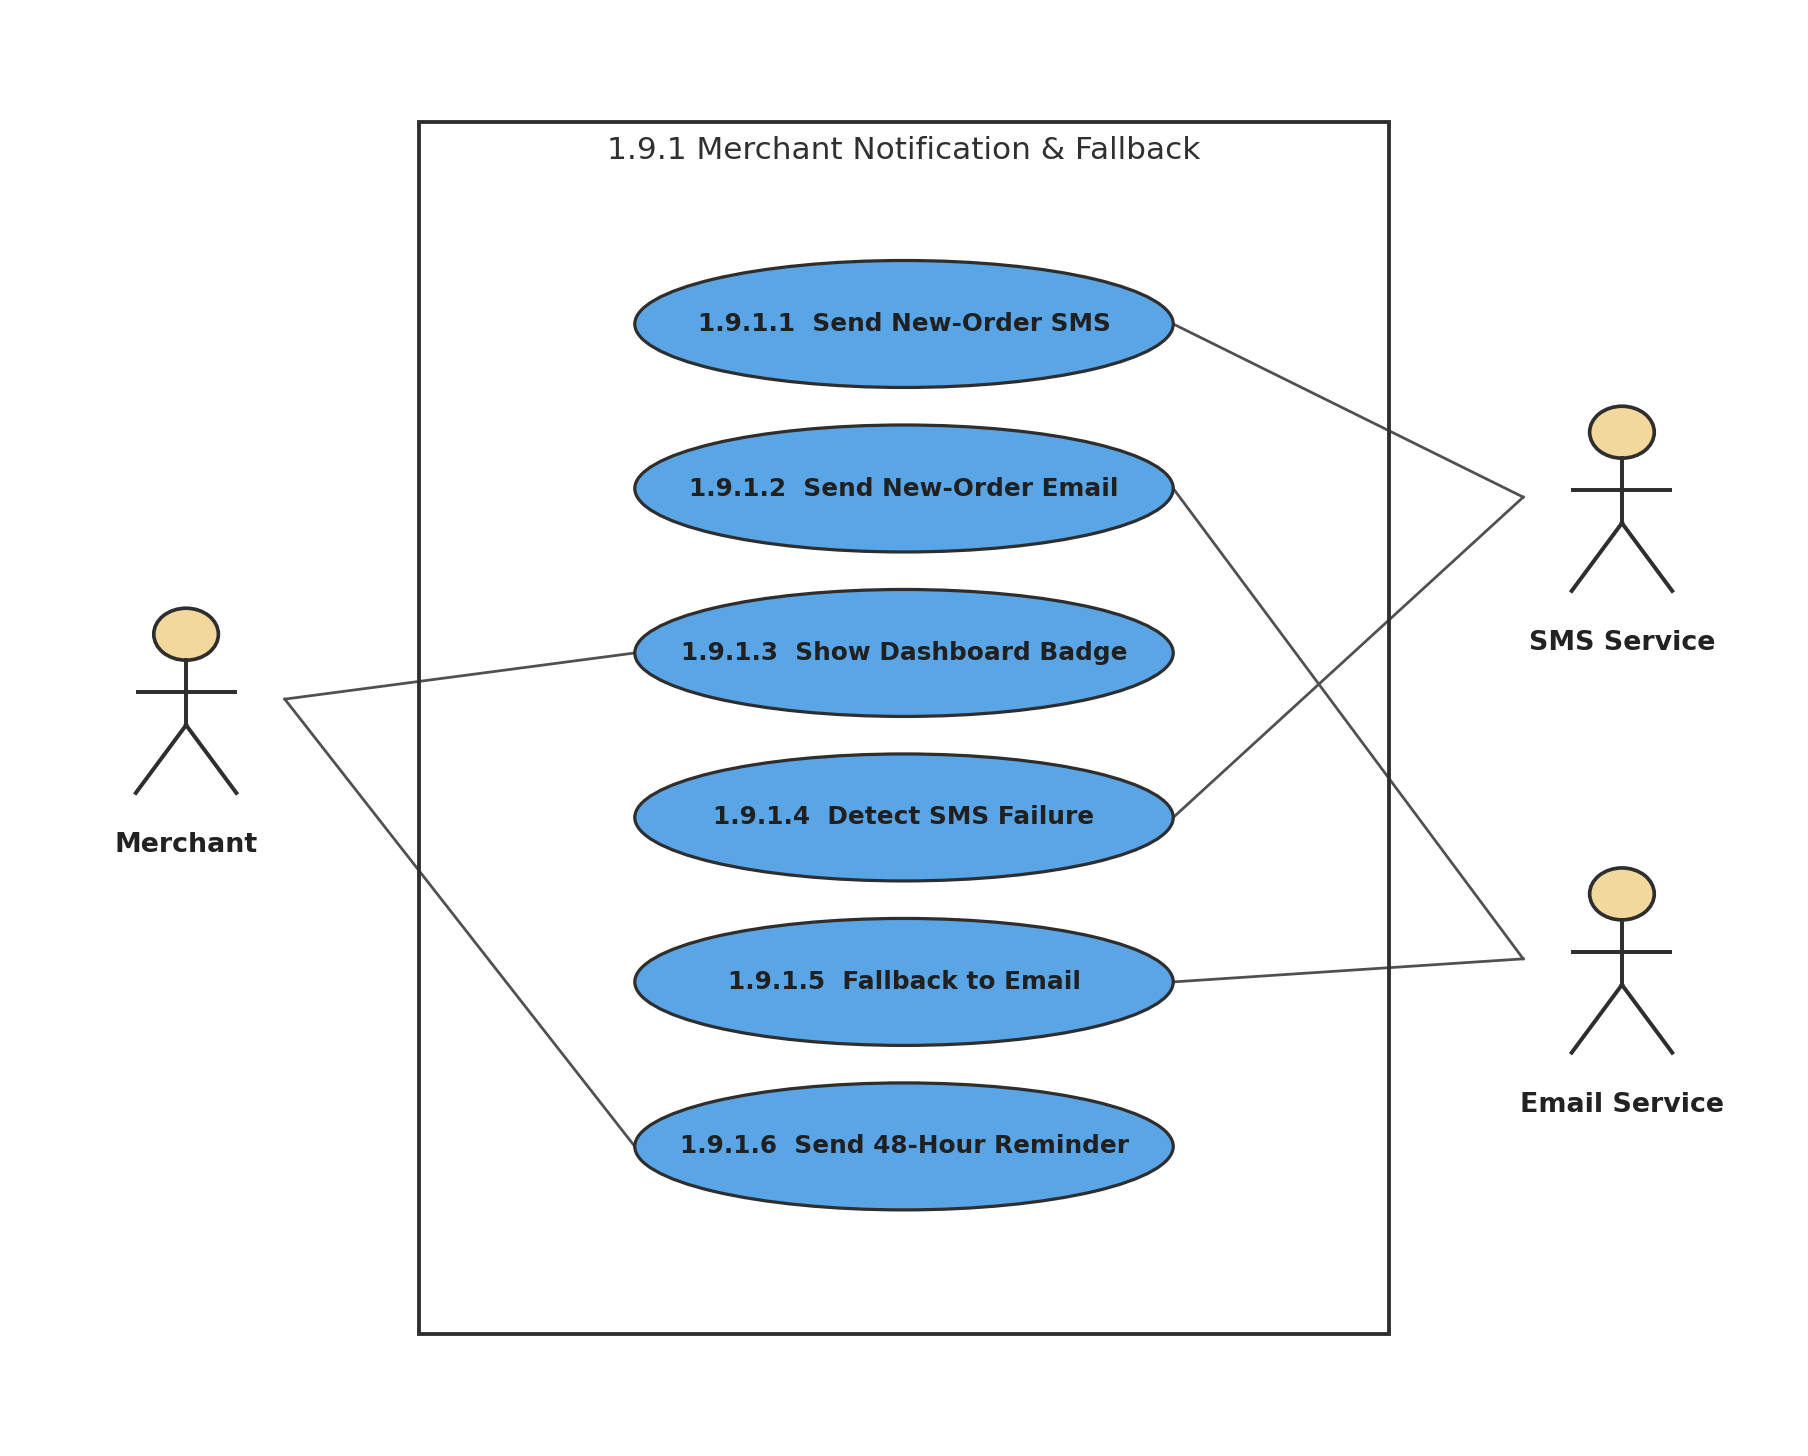 1.9.1 Merchant Notification & Fallback
1.9.1.1  Send New-Order SMS
1.9.1.2  Send New-Order Email
1.9.1.3  Show Dashboard Badge
1.9.1.4  Detect SMS Failure
1.9.1.5  Fallback to Email
1.9.1.6  Send 48-Hour Reminder
Merchant
SMS Service
Email Service